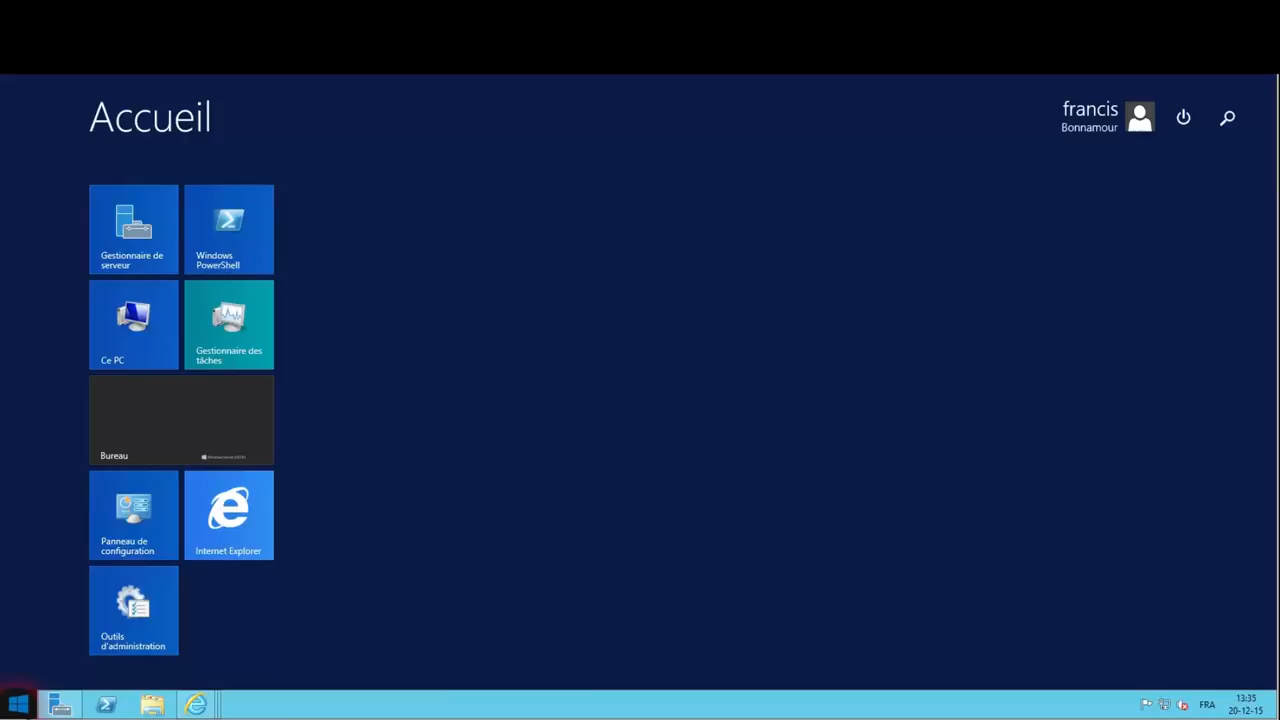 Accueil
francis
Bonnamour
Gestionnaire de
serveur
Windows
PowerShell
Ce PC
Gestionnaire des
tâches
Bureau
Panneau de
configuration
Internet Explorer
Outils
d'administration
FRA
13:35
20-12-15